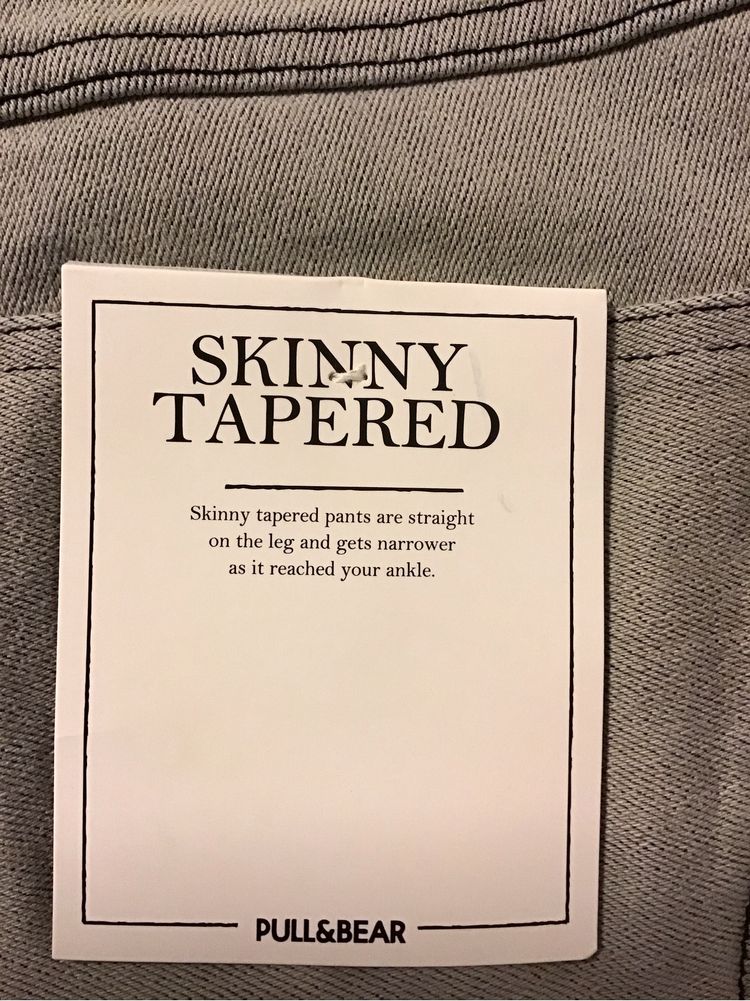 SKINNY
TAPERED
Skinny tapered pants are straight
on the leg and gets narrower
as it reached your ankle.
PULL&BEAR